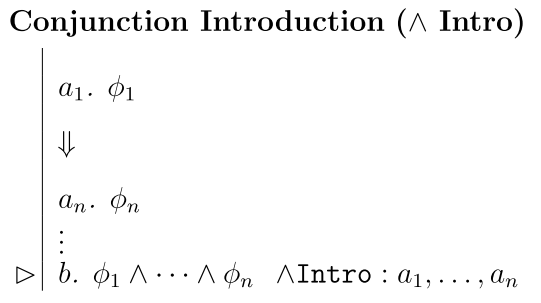 Conjunction Introduction (∧ Intro)
a₁. ϕ₁
⇓
aₙ. ϕₙ
⋮
▷ b. ϕ₁ ∧ ⋯ ∧ ϕₙ ∧Intro : a₁, . . . , aₙ